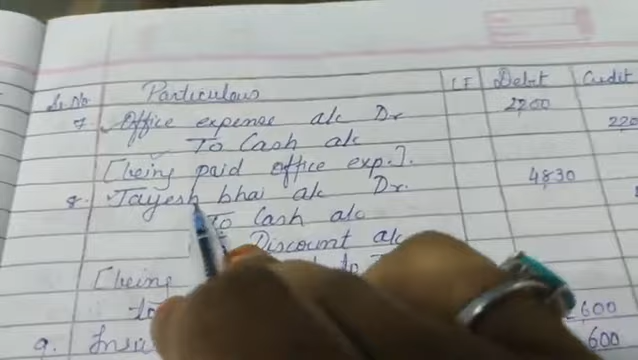 Sr.No Particulars LF Debit Credit
7. Office expense a/c Dr 2200
To Cash a/c 220
[being paid office exp.].
8. Jayesh bhai a/c Dr. 4830
To Cash a/c
Discount a/c
[being
to 600
9. 600